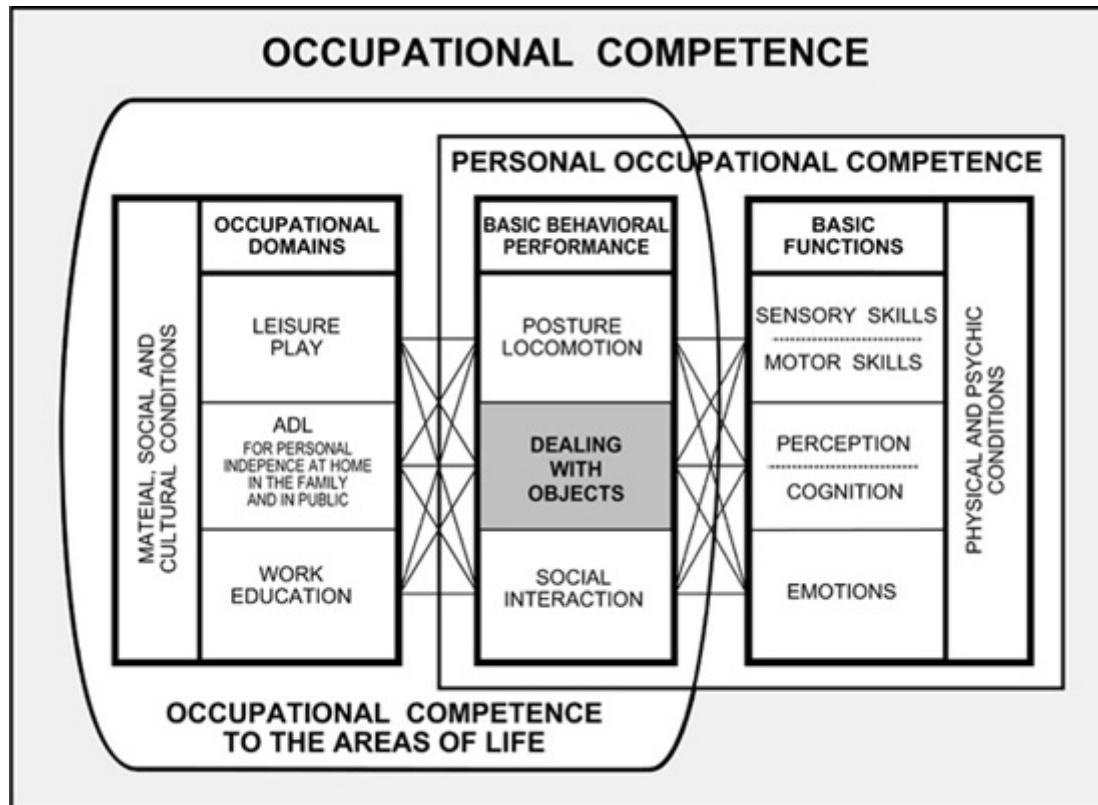 OCCUPATIONAL COMPETENCE
PERSONAL OCCUPATIONAL COMPETENCE
MATEIAL, SOCIAL AND
CULTURAL CONDITIONS
OCCUPATIONAL
DOMAINS
LEISURE
PLAY
ADL
FOR PERSONAL
INDEPENCE AT HOME
IN THE FAMILY
AND IN PUBLIC
WORK
EDUCATION
BASIC BEHAVIORAL
PERFORMANCE
POSTURE
LOCOMOTION
DEALING
WITH
OBJECTS
SOCIAL
INTERACTION
BASIC
FUNCTIONS
SENSORY SKILLS
MOTOR SKILLS
PERCEPTION
COGNITION
EMOTIONS
PHYSICAL AND PSYCHIC
CONDITIONS
OCCUPATIONAL COMPETENCE
TO THE AREAS OF LIFE